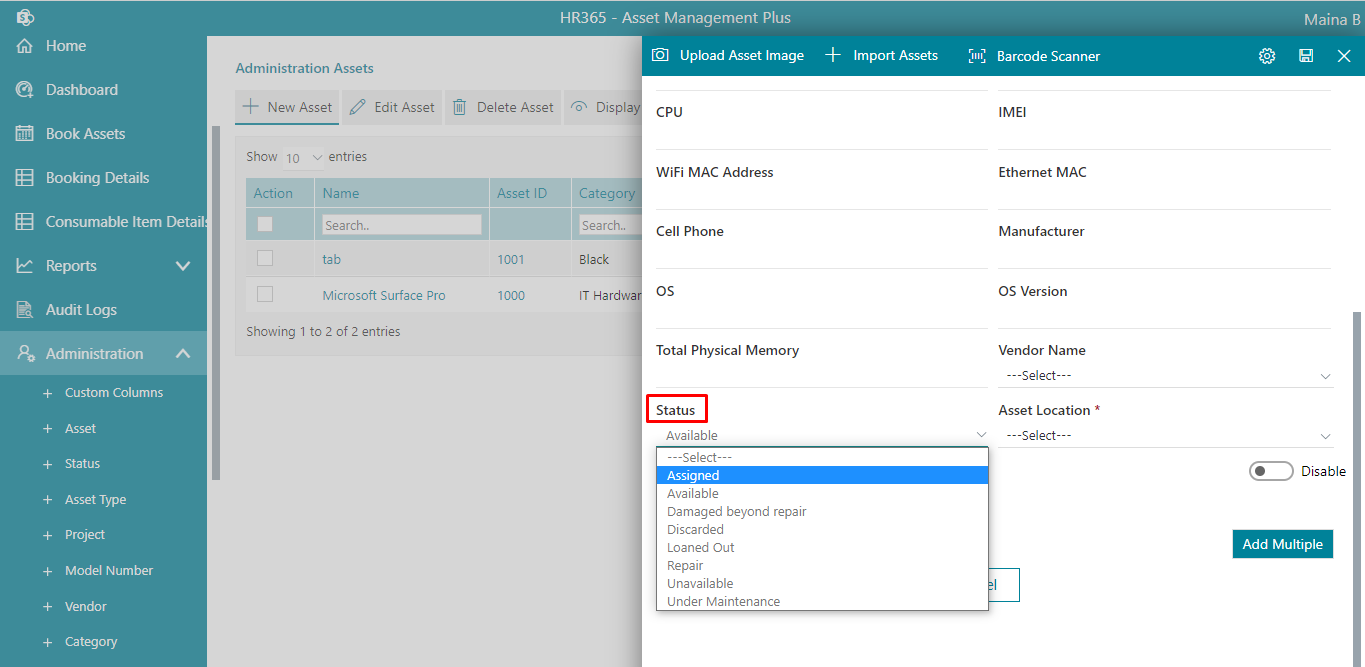 HR365 - Asset Management Plus
Maina B
Home
Dashboard
Book Assets
Booking Details
Consumable Item Details
Reports
Audit Logs
Administration
+ Custom Columns
+ Asset
+ Status
+ Asset Type
+ Project
+ Model Number
+ Vendor
+ Category
Administration Assets
New Asset Edit Asset Delete Asset Display
Show 10 entries
Action Name Asset ID Category
Search.. Search..
tab 1001 Black
Microsoft Surface Pro 1000 IT Hardwar
Showing 1 to 2 of 2 entries
Upload Asset Image Import Assets Barcode Scanner
CPU IMEI
WiFi MAC Address Ethernet MAC
Cell Phone Manufacturer
OS OS Version
Total Physical Memory Vendor Name
---Select---
Status Asset Location *
Available ---Select---
---Select---
Assigned
Available
Damaged beyond repair
Discarded
Loaned Out
Repair
Unavailable
Under Maintenance
Disable
Add Multiple
el